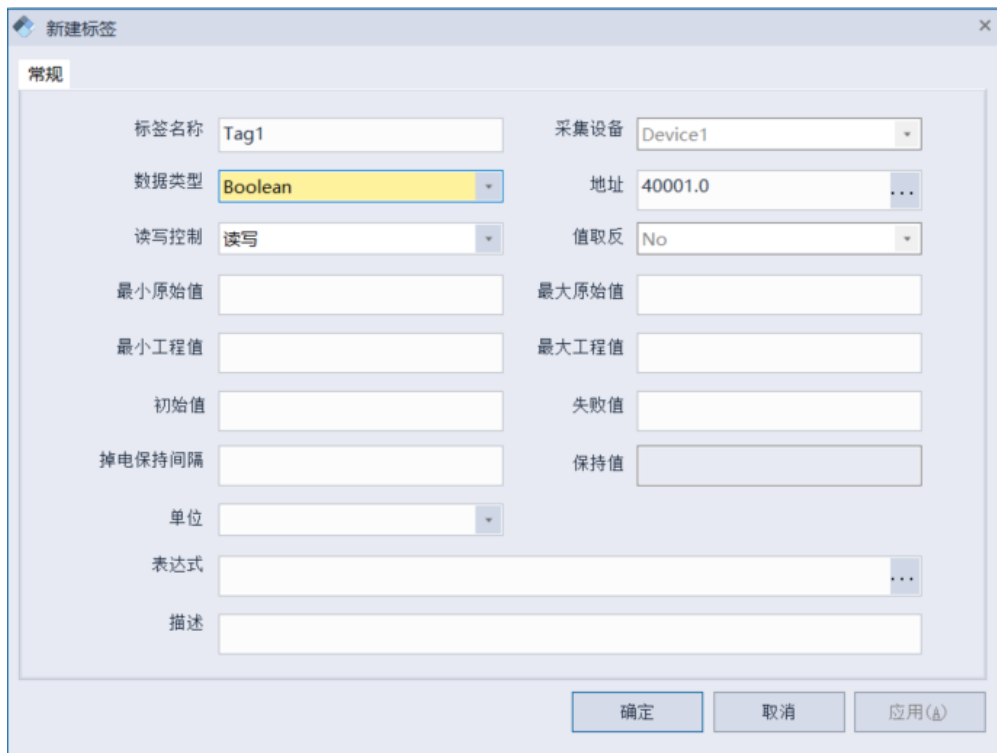 新建标签
常规
标签名称 Tag1 采集设备 Device1
数据类型 Boolean 地址 40001.0 ...
读写控制 读写 值取反 No
最小原始值 最大原始值
最小工程值 最大工程值
初始值 失败值
掉电保持间隔 保持值
单位
表达式 ...
描述
确定 取消 应用(A)